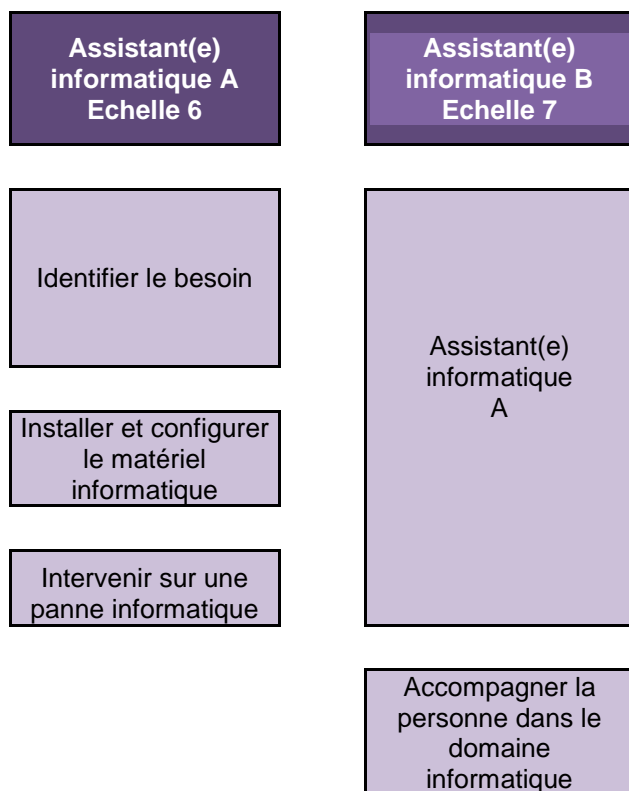 Assistant(e)
informatique A
Echelle 6
Assistant(e)
informatique B
Echelle 7
Identifier le besoin
Assistant(e)
informatique
A
Installer et configurer
le matériel
informatique
Intervenir sur une
panne informatique
Accompagner la
personne dans le
domaine
informatique